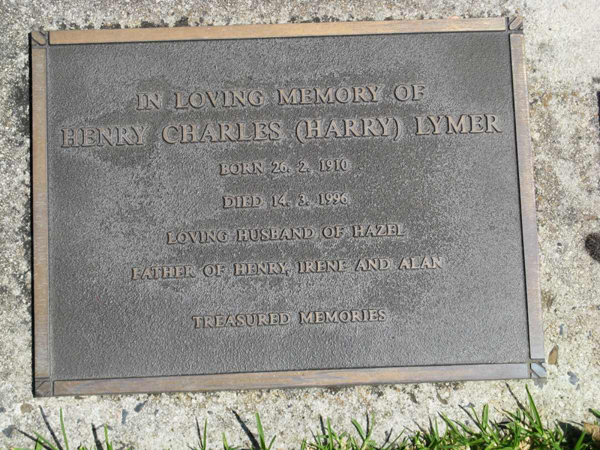 IN LOVING MEMORY OF
HENRY CHARLES (HARRY) LYMER
BORN 26. 2. 1910
DIED 14. 3. 1996
LOVING HUSBAND OF HAZEL
FATHER OF HENRY, IRENE AND ALAN
TREASURED MEMORIES